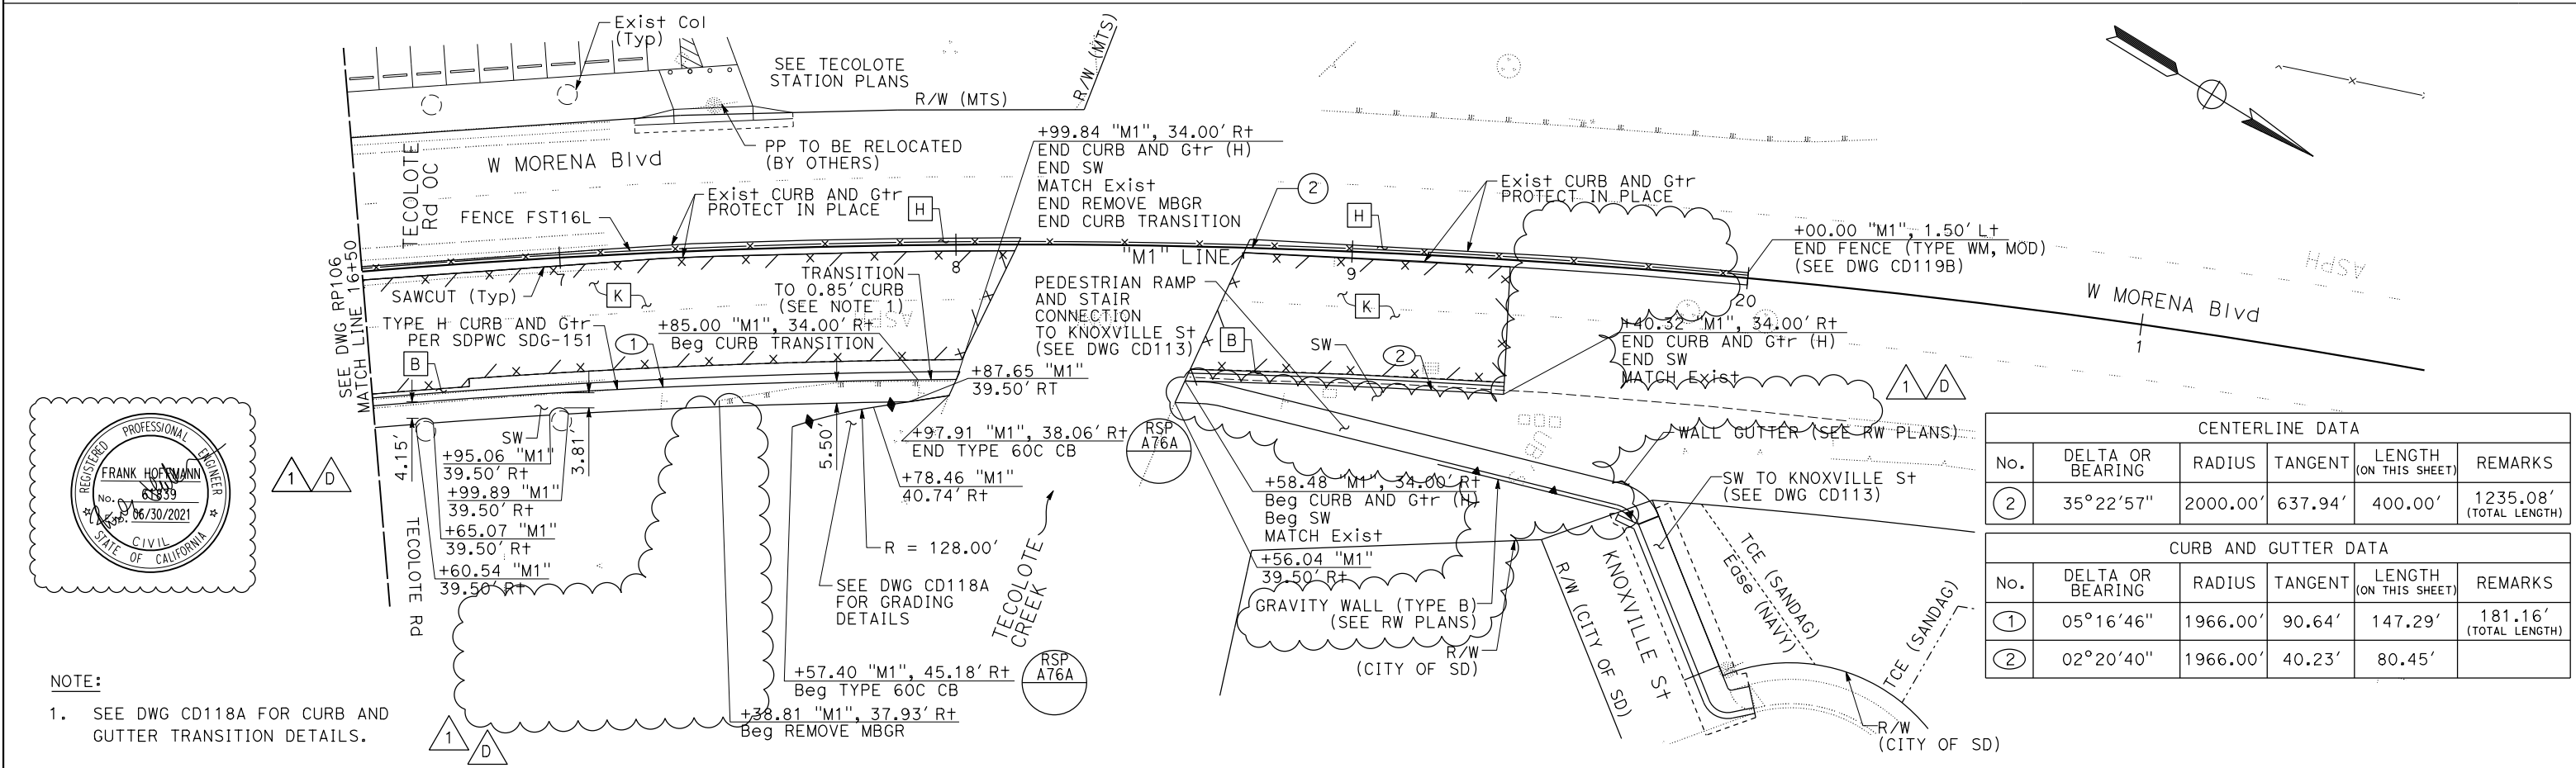 Exist Col
(Typ)
SEE TECOLOTE
STATION PLANS
R/W (MTS)
R/W (MTS)
PP TO BE RELOCATED
(BY OTHERS)
W MORENA Blvd
TECOLOTE
Rd OC
FENCE FST16L
Exist CURB AND Gtr
PROTECT IN PLACE
H
+99.84 "M1", 34.00' Rt
END CURB AND Gtr (H)
END SW
MATCH Exist
END REMOVE MBGR
END CURB TRANSITION
2
H
Exist CURB AND Gtr
PROTECT IN PLACE
+00.00 "M1", 1.50' Lt
END FENCE (TYPE WM, MOD)
(SEE DWG CD119B)
ASPH
SEE DWG RP106
MATCH LINE 16+50
7
8
"M1" LINE
9
20
1
W MORENA Blvd
SAWCUT (Typ)
K
TRANSITION
TO 0.85' CURB
(SEE NOTE 1)
ASPH
TYPE H CURB AND Gtr
PER SDPWC SDG-151
1
+85.00 "M1", 34.00' Rt
Beg CURB TRANSITION
B
PEDESTRIAN RAMP
AND STAIR
CONNECTION
TO KNOXVILLE St
(SEE DWG CD113)
B
K
SW
2
+40.32 "M1", 34.00' Rt
END CURB AND Gtr (H)
END SW
MATCH Exist
1 D
+87.65 "M1"
39.50' RT
+97.91 "M1", 38.06' Rt
END TYPE 60C CB
RSP
A76A
+78.46 "M1"
40.74' Rt
4.15'
SW
3.81'
5.50'
+95.06 "M1"
39.50' Rt
+99.89 "M1"
39.50' Rt
+65.07 "M1"
39.50' Rt
+60.54 "M1"
39.50' Rt
TECOLOTE Rd
R = 128.00'
SEE DWG CD118A
FOR GRADING
DETAILS
TECOLOTE
CREEK
+57.40 "M1", 45.18' Rt
Beg TYPE 60C CB
RSP
A76A
+38.81 "M1", 37.93' Rt
Beg REMOVE MBGR
+58.48 "M1", 34.00' Rt
Beg CURB AND Gtr (H)
Beg SW
MATCH Exist
+56.04 "M1"
39.50' Rt
GRAVITY WALL (TYPE B)
(SEE RW PLANS)
R/W
(CITY OF SD)
WALL GUTTER (SEE RW PLANS)
SW TO KNOXVILLE St
(SEE DWG CD113)
R/W (CITY OF SD)
KNOXVILLE St
TCE (SANDAG)
Ease (NAVY)
TCE (SANDAG)
R/W
(CITY OF SD)
REGISTERED PROFESSIONAL ENGINEER
FRANK HOFFMANN
No. 61839
06/30/2021
CIVIL
STATE OF CALIFORNIA
1 D
1 D
NOTE:
1. SEE DWG CD118A FOR CURB AND
GUTTER TRANSITION DETAILS.
CENTERLINE DATA
No. DELTA OR BEARING RADIUS TANGENT LENGTH (ON THIS SHEET) REMARKS
2 35°22'57" 2000.00' 637.94' 400.00' 1235.08' (TOTAL LENGTH)
CURB AND GUTTER DATA
No. DELTA OR BEARING RADIUS TANGENT LENGTH (ON THIS SHEET) REMARKS
1 05°16'46" 1966.00' 90.64' 147.29' 181.16' (TOTAL LENGTH)
2 02°20'40" 1966.00' 40.23' 80.45'